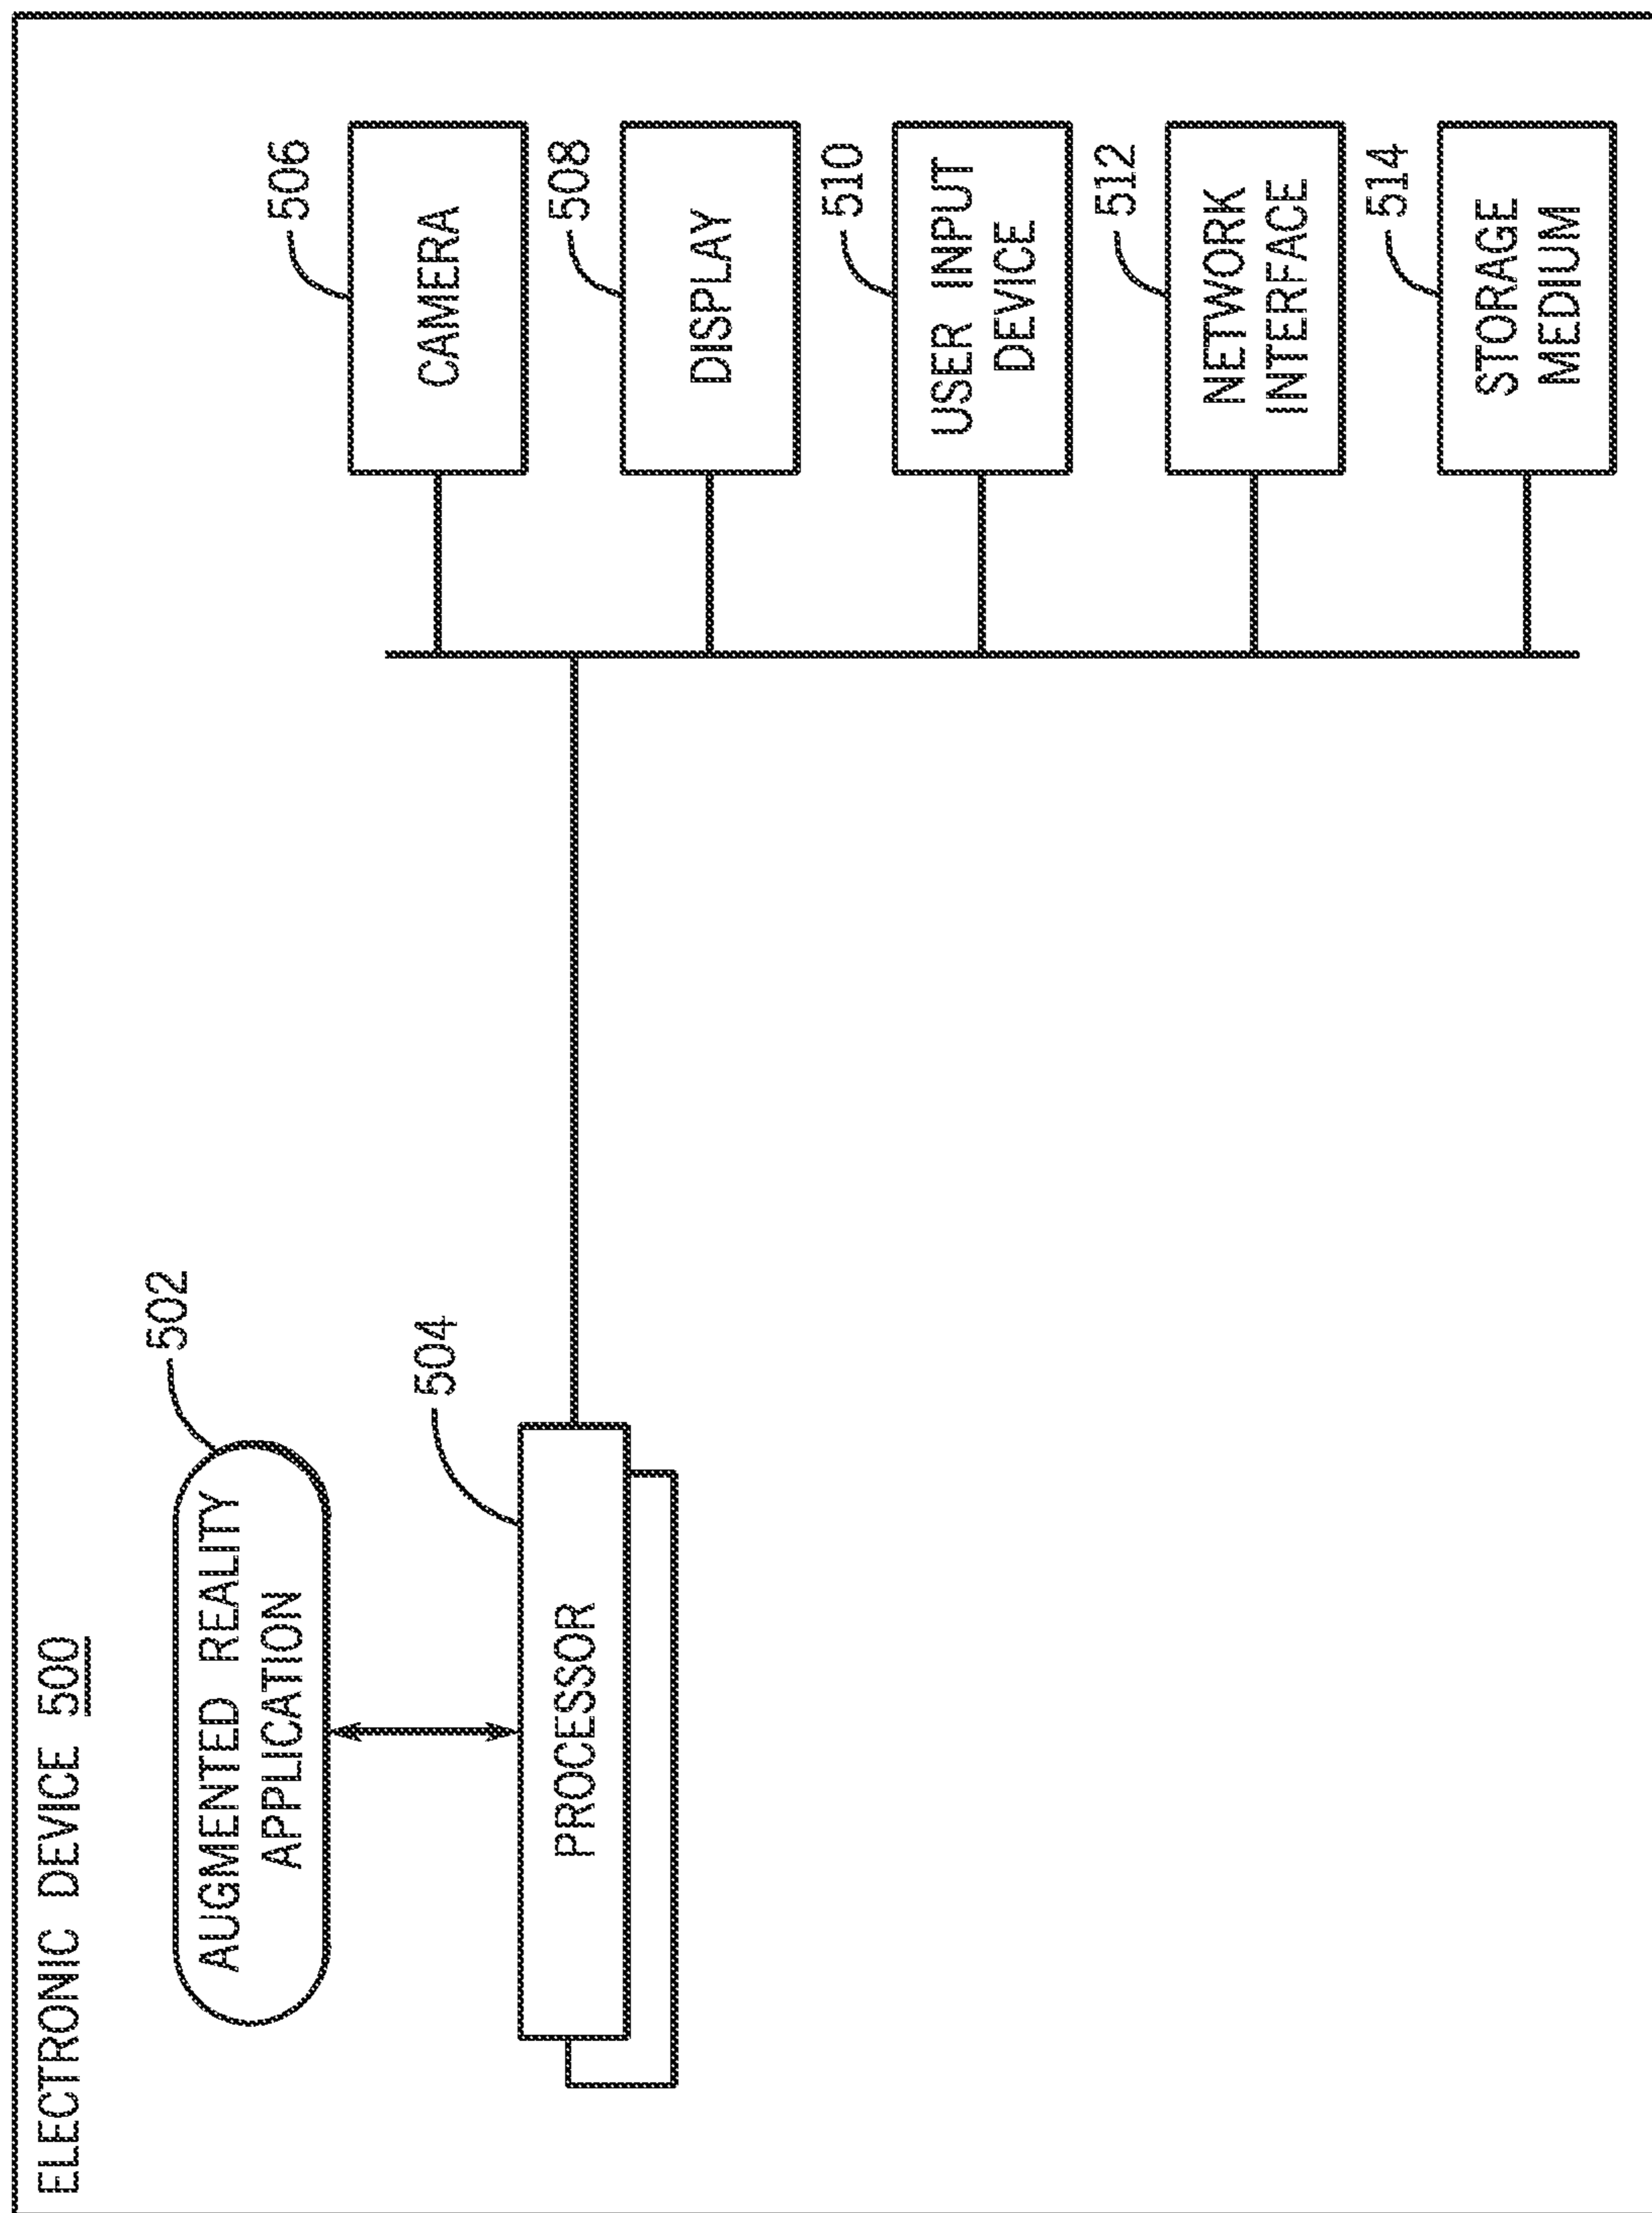 ELECTRONIC DEVICE 500
502
AUGMENTED REALITY
APPLICATION
504
PROCESSOR
506
CAMERA
508
DISPLAY
510
USER INPUT
DEVICE
512
NETWORK
INTERFACE
514
STORAGE
MEDIUM